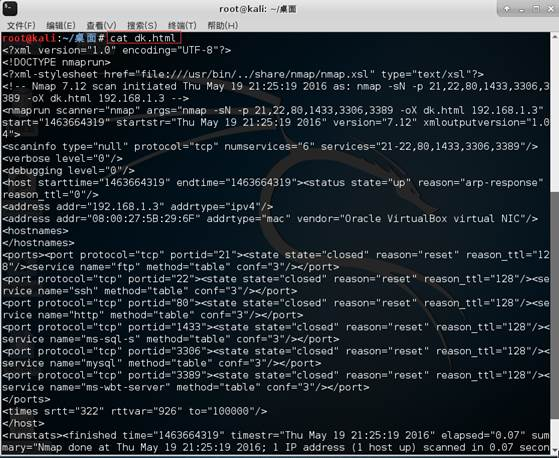 root@kali: ~/桌面
文件(F) 编辑(E) 查看(V) 搜索(S) 终端(T) 帮助(H)
root@kali:~/桌面# cat dk.html
<?xml version="1.0" encoding="UTF-8"?>
<!DOCTYPE nmaprun>
<?xml-stylesheet href="file:///usr/bin/../share/nmap/nmap.xsl" type="text/xsl"?>
<!-- Nmap 7.12 scan initiated Thu May 19 21:25:19 2016 as: nmap -sN -p 21,22,80,1433,3306,3
389 -oX dk.html 192.168.1.3 -->
<nmaprun scanner="nmap" args="nmap -sN -p 21,22,80,1433,3306,3389 -oX dk.html 192.168.1.3"
start="1463664319" startstr="Thu May 19 21:25:19 2016" version="7.12" xmloutputversion="1.0
4">
<scaninfo type="null" protocol="tcp" numservices="6" services="21-22,80,1433,3306,3389"/>
<verbose level="0"/>
<debugging level="0"/>
<host starttime="1463664319" endtime="1463664319"><status state="up" reason="arp-response"
reason_ttl="0"/>
<address addr="192.168.1.3" addrtype="ipv4"/>
<address addr="08:00:27:5B:29:6F" addrtype="mac" vendor="Oracle VirtualBox virtual NIC"/>
<hostnames>
</hostnames>
<ports><port protocol="tcp" portid="21"><state state="closed" reason="reset" reason_ttl="12
8"/><service name="ftp" method="table" conf="3"/></port>
<port protocol="tcp" portid="22"><state state="closed" reason="reset" reason_ttl="128"/><se
rvice name="ssh" method="table" conf="3"/></port>
<port protocol="tcp" portid="80"><state state="closed" reason="reset" reason_ttl="128"/><se
rvice name="http" method="table" conf="3"/></port>
<port protocol="tcp" portid="1433"><state state="closed" reason="reset" reason_ttl="128"/><
service name="ms-sql-s" method="table" conf="3"/></port>
<port protocol="tcp" portid="3306"><state state="closed" reason="reset" reason_ttl="128"/><
service name="mysql" method="table" conf="3"/></port>
<port protocol="tcp" portid="3389"><state state="closed" reason="reset" reason_ttl="128"/><
service name="ms-wbt-server" method="table" conf="3"/></port>
</ports>
<times srtt="322" rttvar="926" to="100000"/>
</host>
<runstats><finished time="1463664319" timestr="Thu May 19 21:25:19 2016" elapsed="0.07" sum
mary="Nmap done at Thu May 19 21:25:19 2016; 1 IP address (1 host up) scanned in 0.07 secon